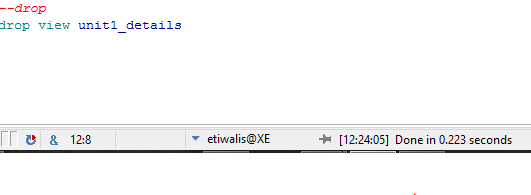 --drop
drop view unit1_details
& 12:8 etiwalis@XE [12:24:05] Done in 0.223 seconds